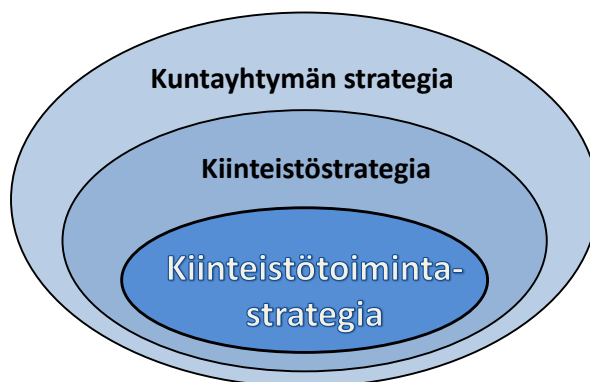 Kuntayhtymän strategia
Kiinteistöstrategia
Kiinteistötoiminta-
strategia